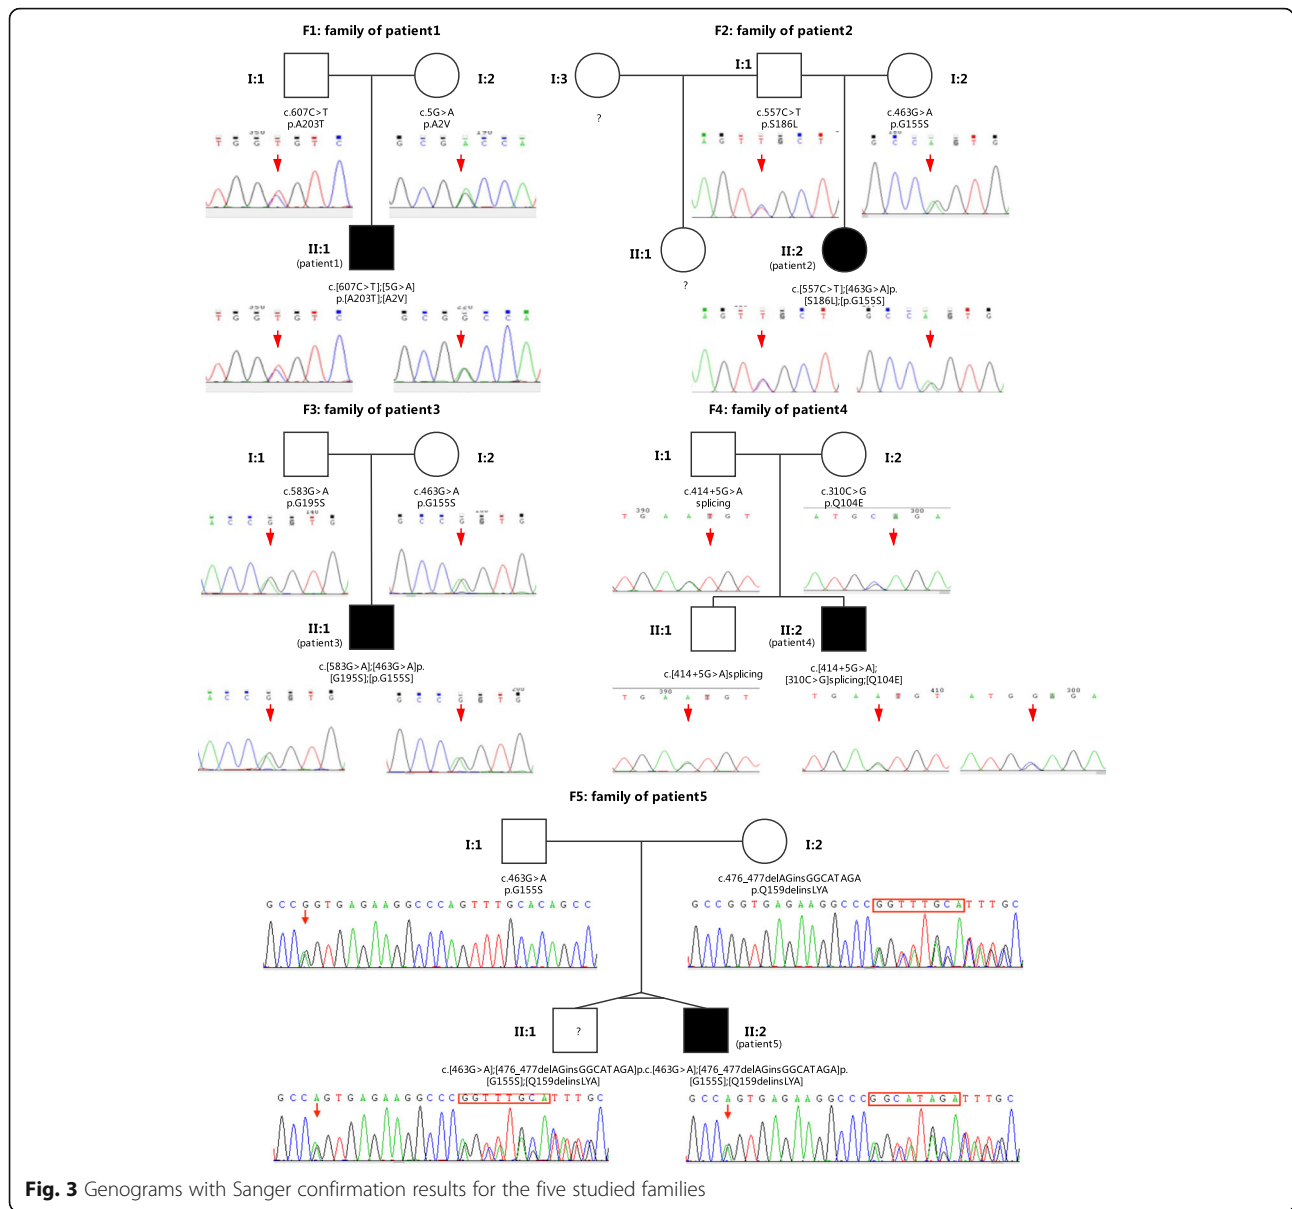 F1: family of patient1
F2: family of patient2
I:1
I:2
I:3
I:1
I:2
c.607C>T
p.A203T
c.5G>A
p.A2V
?
c.557C>T
p.S186L
c.463G>A
p.G155S
T G G T G T C
G C G A C C A
A G T T G C T
G C C A G T G
II:1
(patient1)
II:1
II:2
(patient2)
?
c.[607C>T];[5G>A]
p.[A203T];[A2V]
c.[557C>T];[463G>A]p.
[S186L];[p.G155S]
T G G T G T C
G C G G C C A
A G T T G C T
G C C A G T G
F3: family of patient3
F4: family of patient4
I:1
I:2
I:1
I:2
c.583G>A
p.G195S
c.463G>A
p.G155S
c.414+5G>A
splicing
c.310C>G
p.Q104E
A C C G G T G
G C C G G T G
390
T G A A T G T
300
A T G C G A
II:1
(patient3)
II:1
II:2
(patient4)
c.[583G>A];[463G>A]p.
[G195S];[p.G155S]
c.[414+5G>A]splicing
c.[414+5G>A];
[310C>G]splicing;[Q104E]
A C C G G T G
G C C G G T G
390
T G A A T G T
410
T G A A T G T
300
A T G G G A
F5: family of patient5
I:1
I:2
c.463G>A
p.G155S
c.476_477delAGinsGGCATAGA
p.Q159delinsLYA
G C C G G T G A G A A G G C C C A G T T T G C A C A G C C
G C C G G T G A G A A G G C C C G G T T T G C A T T T G C
II:1
?
II:2
(patient5)
c.[463G>A];[476_477delAGinsGGCATAGA]p.c.[463G>A];[476_477delAGinsGGCATAGA]p.
[G155S];[Q159delinsLYA]
[G155S];[Q159delinsLYA]
G C C A G T G A G A A G G C C C G G T T T G C A T T T G C
G C C A G T G A G A A G G C C C G G C A T A G A T T T G C
Fig. 3 Genograms with Sanger confirmation results for the five studied families